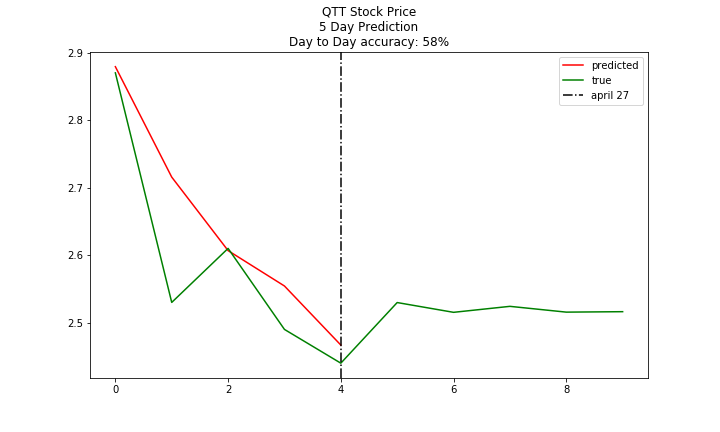 QTT Stock Price
5 Day Prediction
Day to Day accuracy: 58%
predicted
true
april 27
2.9
2.8
2.7
2.6
2.5
0 2 4 6 8